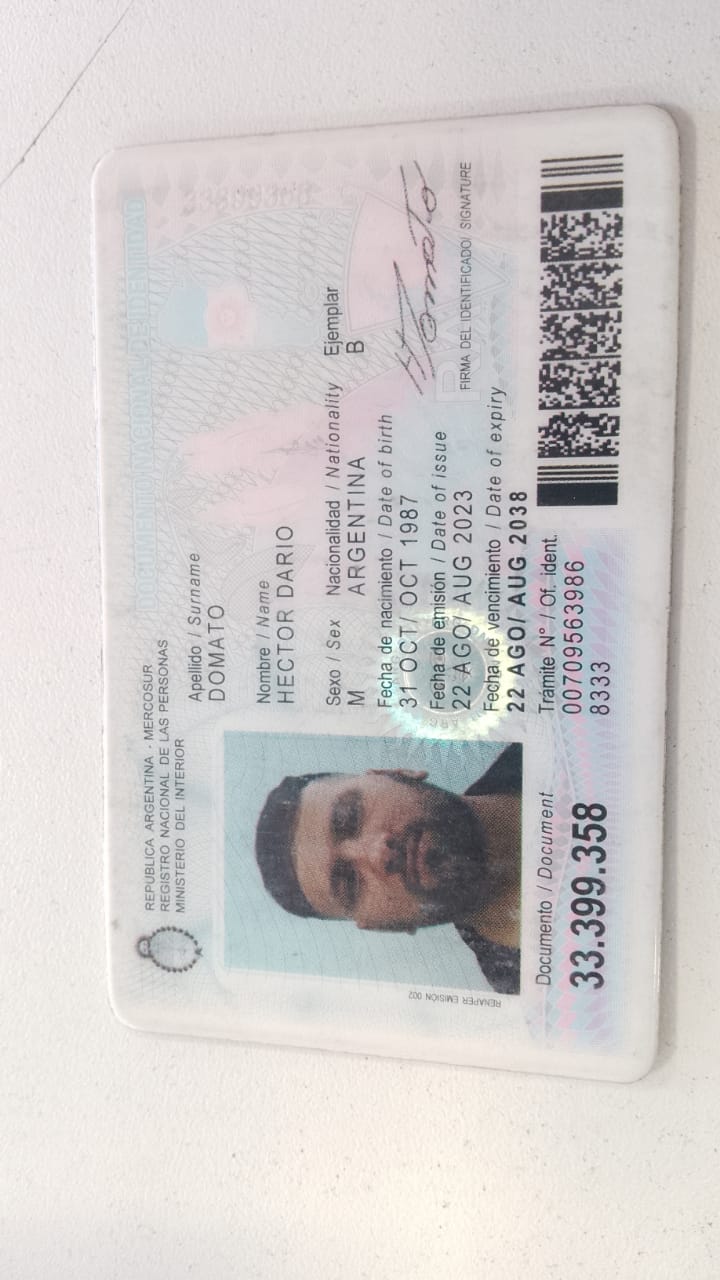 REPUBLICA ARGENTINA - MERCOSUR
REGISTRO NACIONAL DE LAS PERSONAS
MINISTERIO DEL INTERIOR
DOCUMENTO NACIONAL DE IDENTIDAD
Apellido / Surname
DOMATO
Nombre / Name
HECTOR DARIO
Sexo / Sex Nacionalidad / Nationality Ejemplar
M ARGENTINA B
Fecha de nacimiento / Date of birth
31 OCT/ OCT 1987
Fecha de emisión / Date of issue
22 AGO/ AUG 2023
Fecha de vencimiento / Date of expiry
22 AGO/ AUG 2038
FIRMA DEL IDENTIFICADO/ SIGNATURE
Trámite N° / Of. Ident.
00709563986
8333
Documento / Document
33.399.358
RENAPER EMISION 002